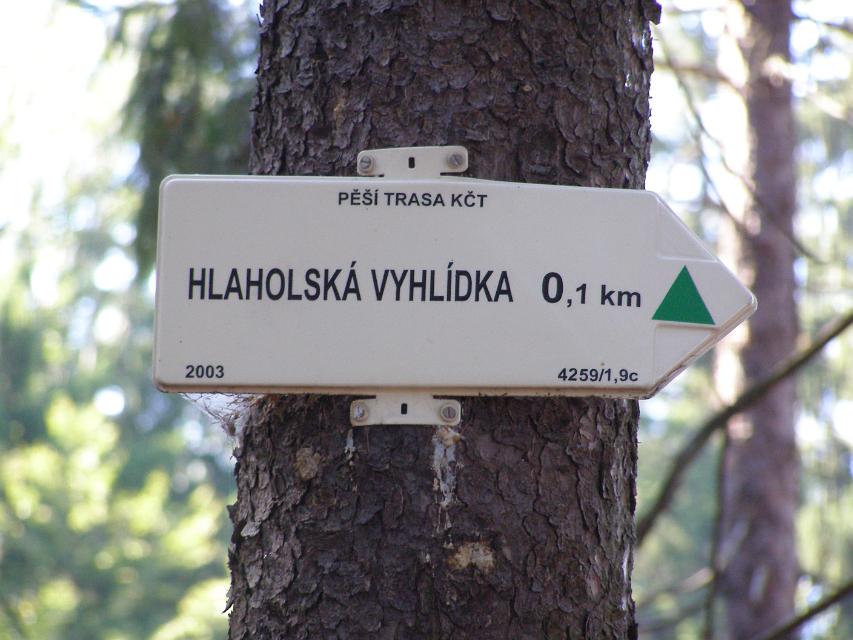 PĚŠÍ TRASA KČT
HLAHOLSKÁ VYHLÍDKA 0,1 km
2003 4259/1,9c